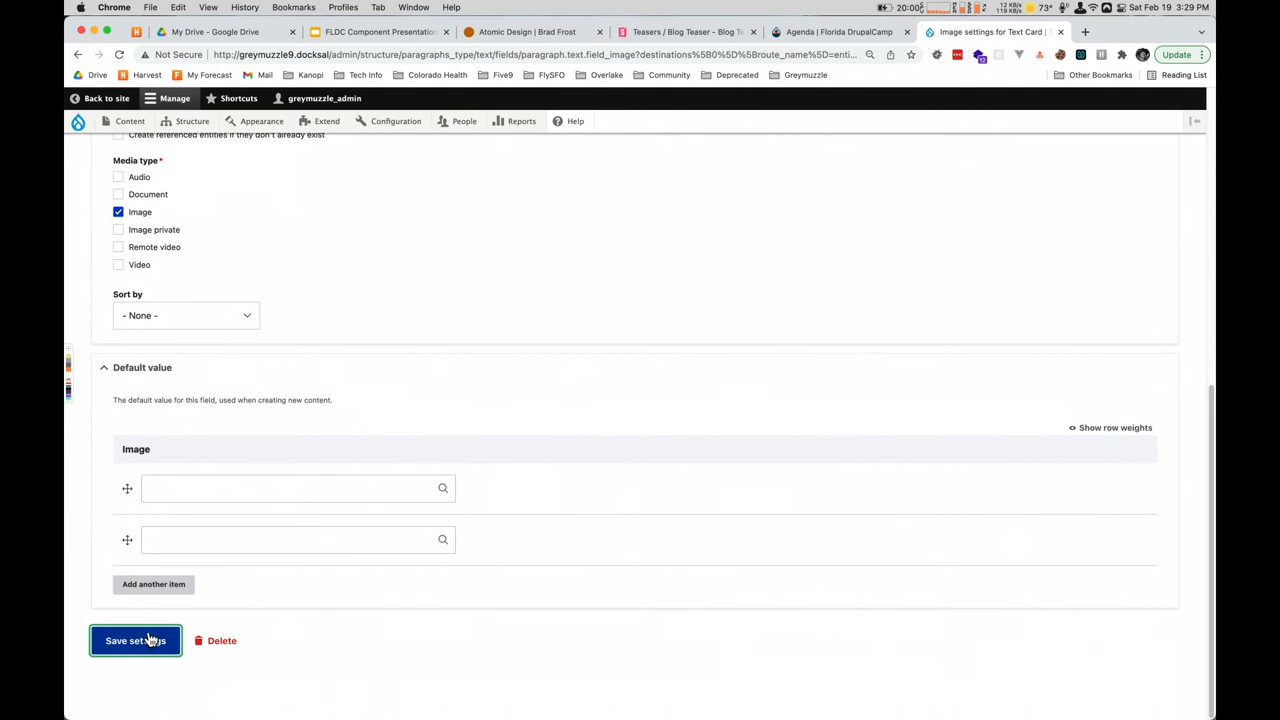 Chrome File Edit View History Bookmarks Profiles Tab Window Help 20:00 12 KB/s 119 KB/s 73° Sat Feb 19 3:29 PM
My Drive - Google Drive FLDC Component Presentation Atomic Design | Brad Frost Teasers / Blog Teaser - Blog Te Agenda | Florida DrupalCamp Image settings for Text Card |
Not Secure http://greymuzzle9.docksal/admin/structure/paragraphs_type/text/fields/paragraph.text.field_image?destinations%5B0%5D%5Broute_name%5D=enti... 12 Update
Drive Harvest My Forecast Mail Kanopi Tech Info Colorado Health Five9 FlySFO Overlake Community Deprecated Greymuzzle Other Bookmarks Reading List
Back to site Manage Shortcuts greymuzzle_admin
Content Structure Appearance Extend Configuration People Reports Help
Create referenced entities if they don't already exist
Media type*
Audio
Document
Image
Image private
Remote video
Video
Sort by
- None -
Default value
The default value for this field, used when creating new content.
Show row weights
Image
Add another item
Save settings Delete